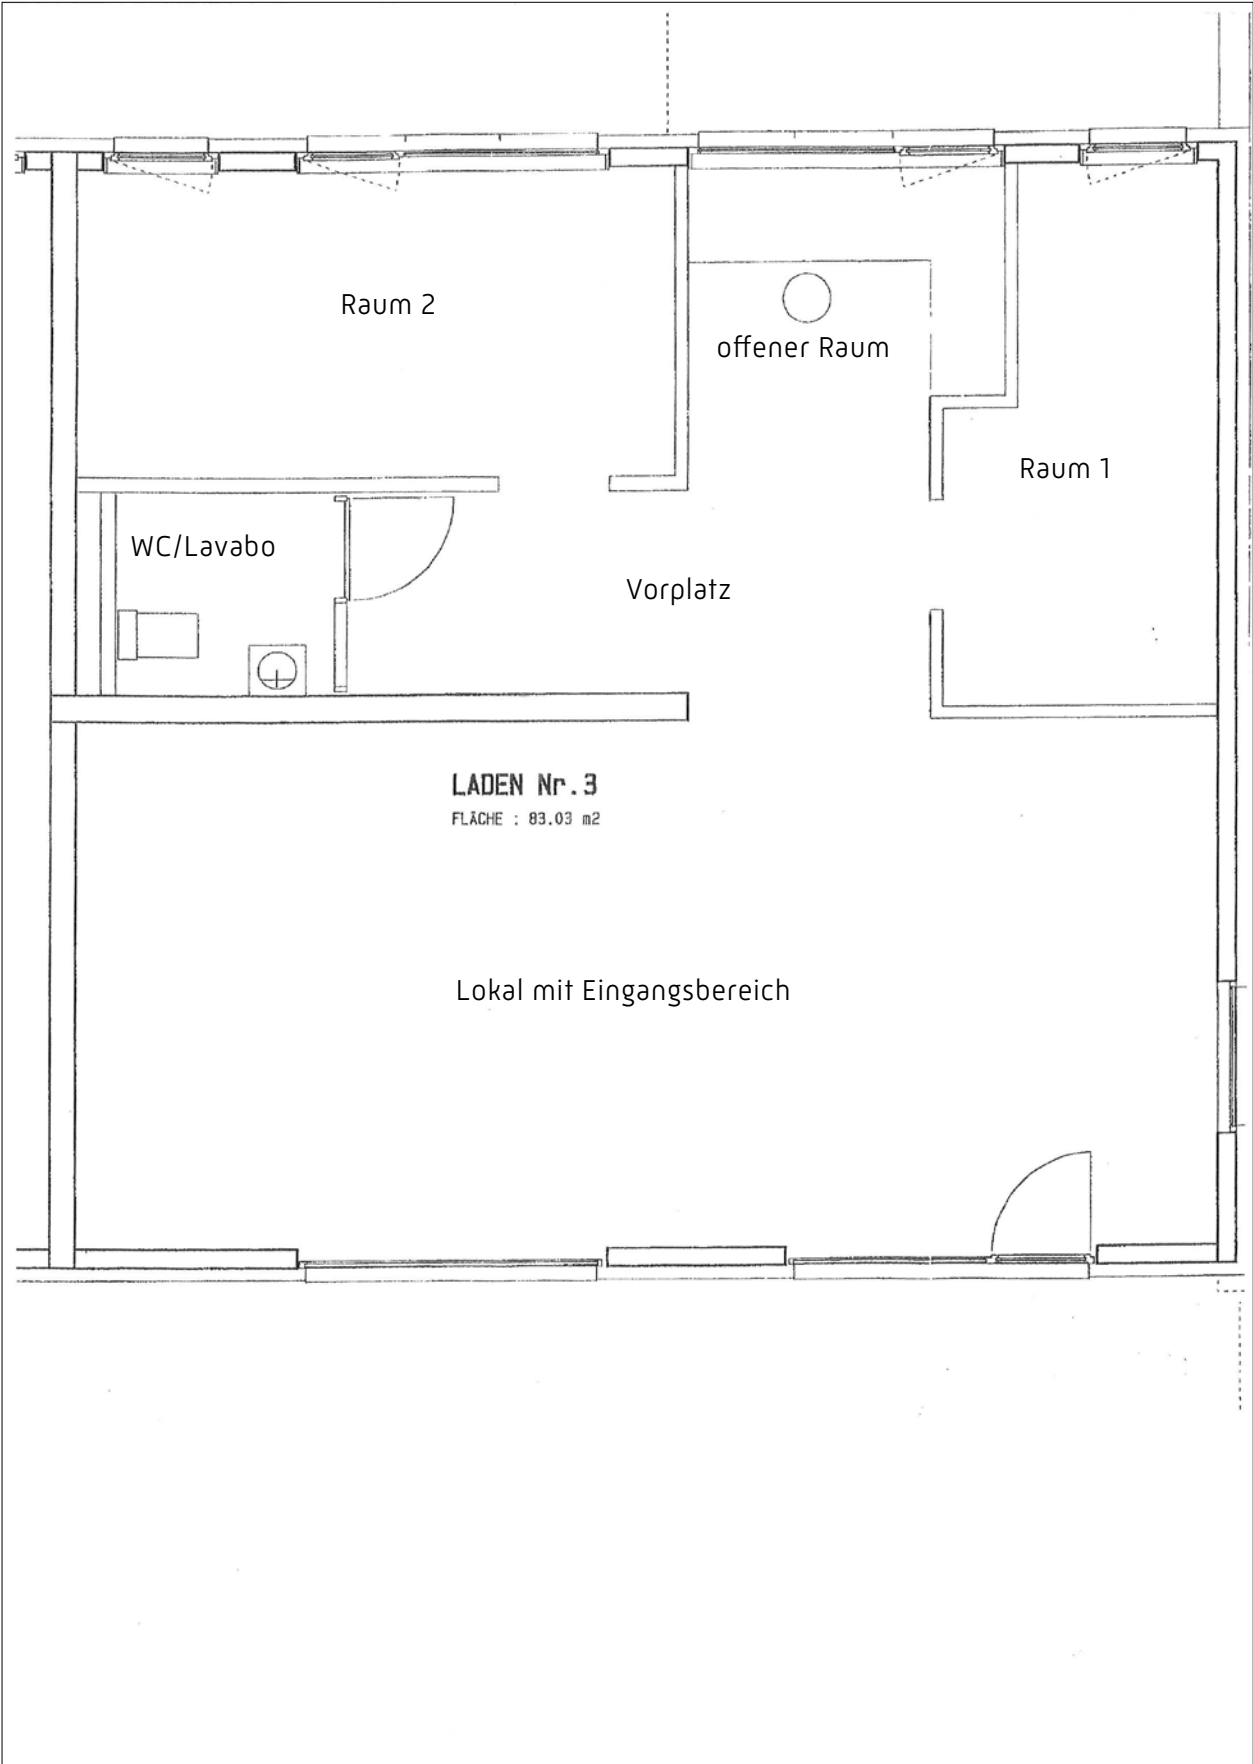 Raum 2
offener Raum
Raum 1
WC/Lavabo
Vorplatz
LADEN Nr.3
FLÄCHE : 83.03 m2
Lokal mit Eingangsbereich